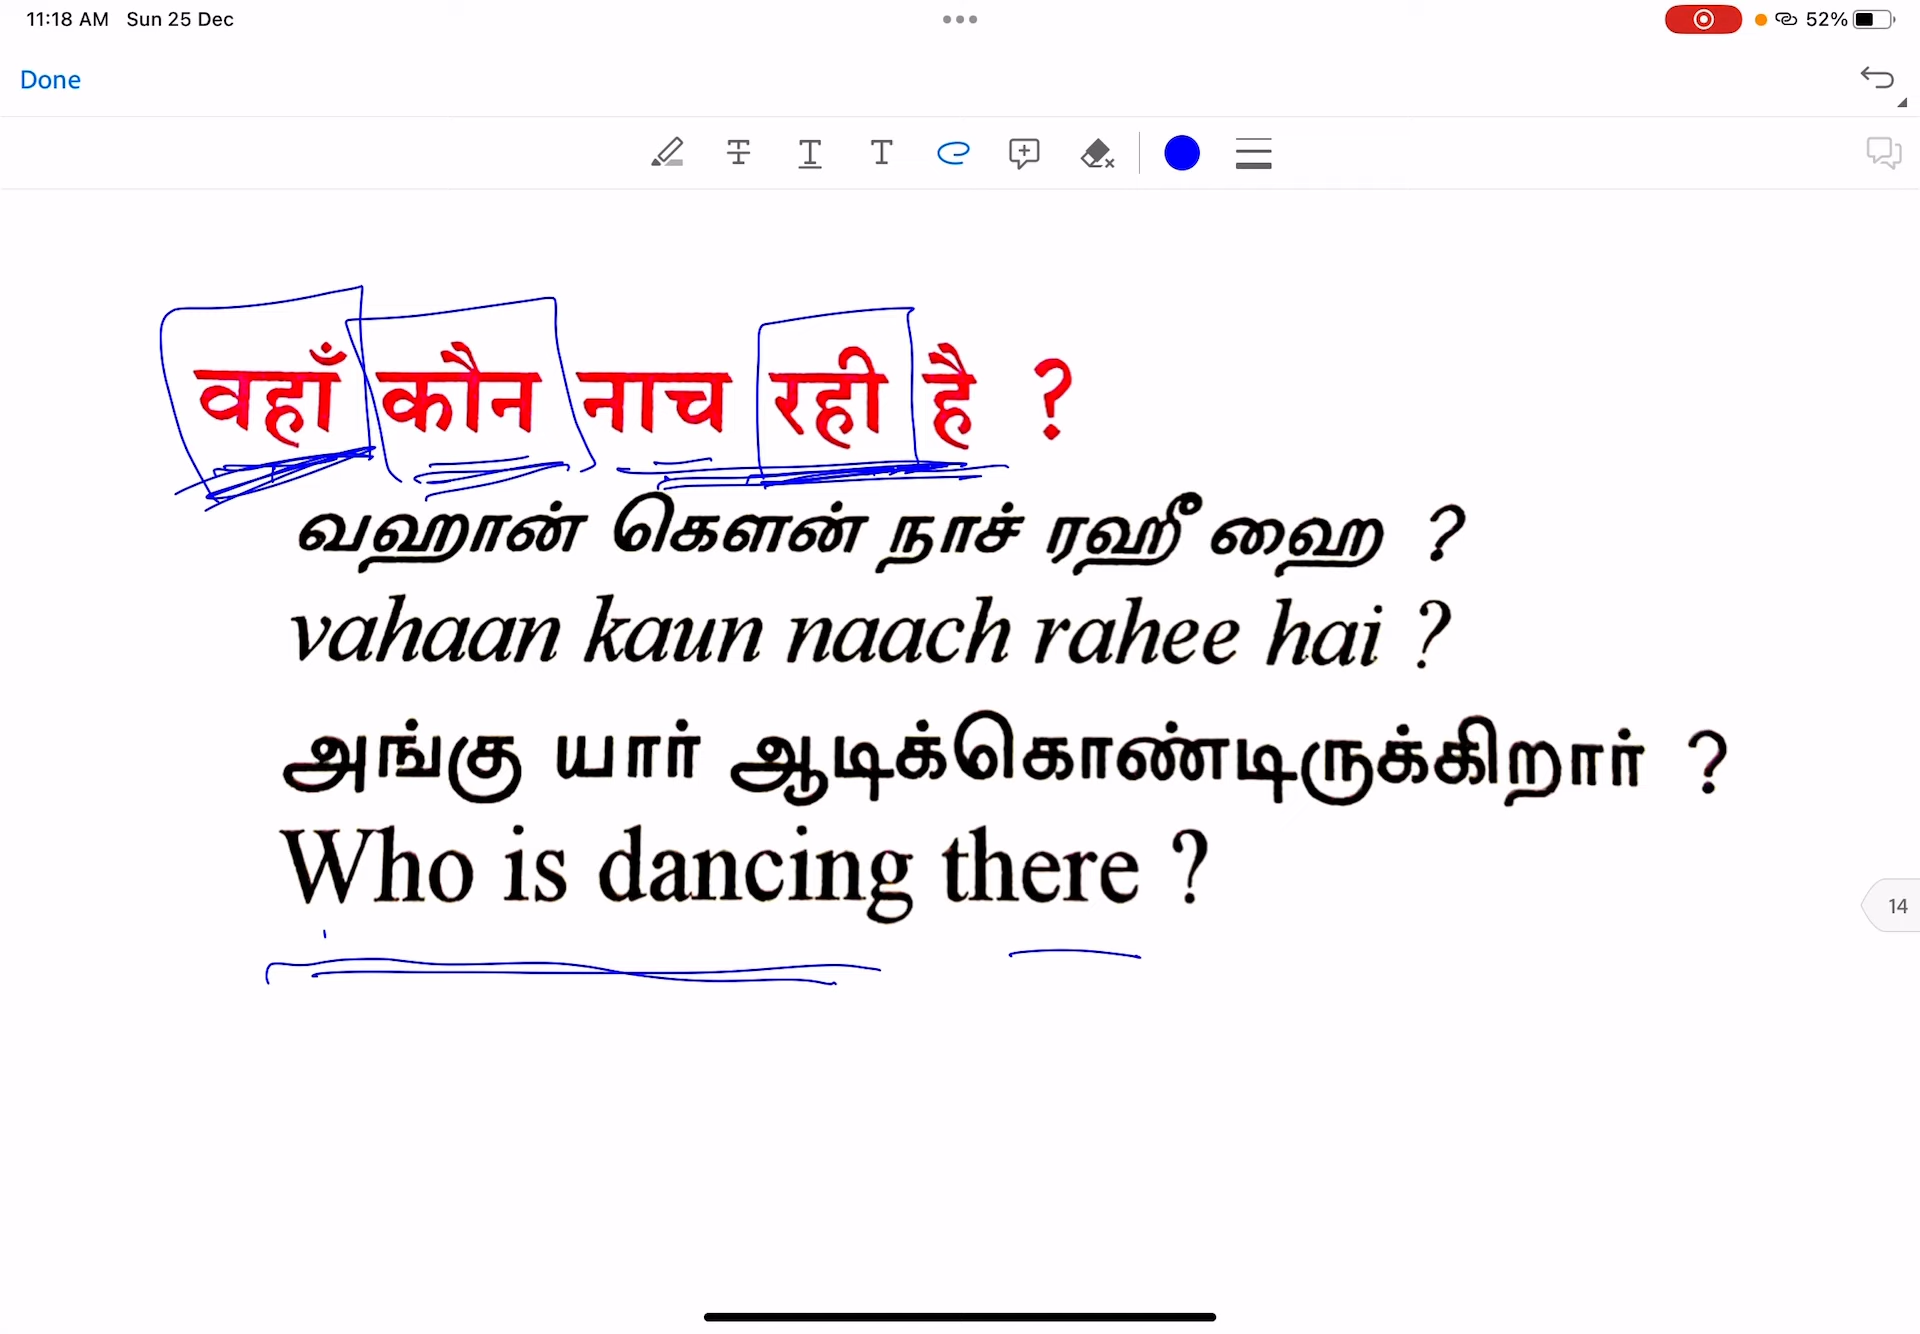 11:18 AM Sun 25 Dec
52%
Done
वहाँ कौन नाच रही है ?
வஹான் கௌன் நாச் ரஹீ ஹை ?
vahaan kaun naach rahee hai ?
அங்கு யார் ஆடிக்கொண்டிருக்கிறார் ?
Who is dancing there ?
14